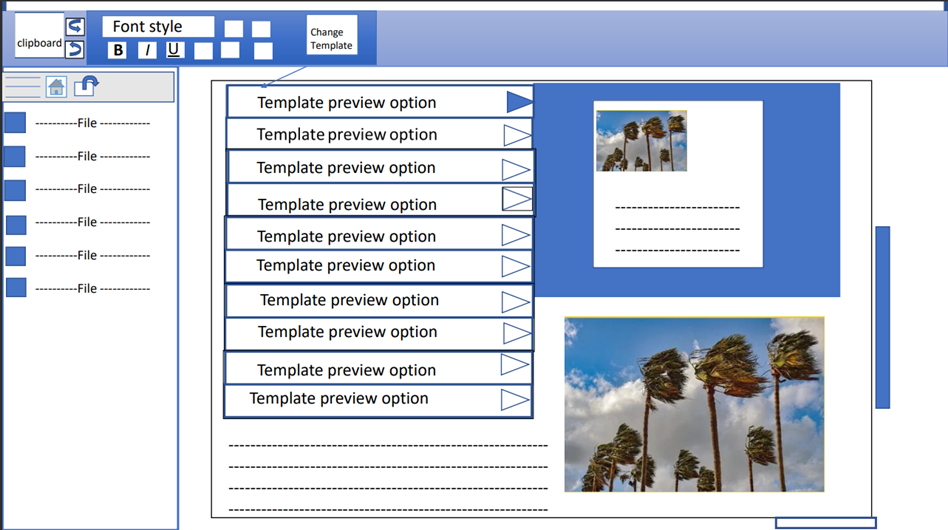 Font style
Change
Template
clipboard
B I U
Template preview option
Template preview option
Template preview option
Template preview option
Template preview option
Template preview option
Template preview option
Template preview option
Template preview option
Template preview option
----------File ------------
----------File ------------
----------File ------------
----------File ------------
----------File ------------
----------File ------------